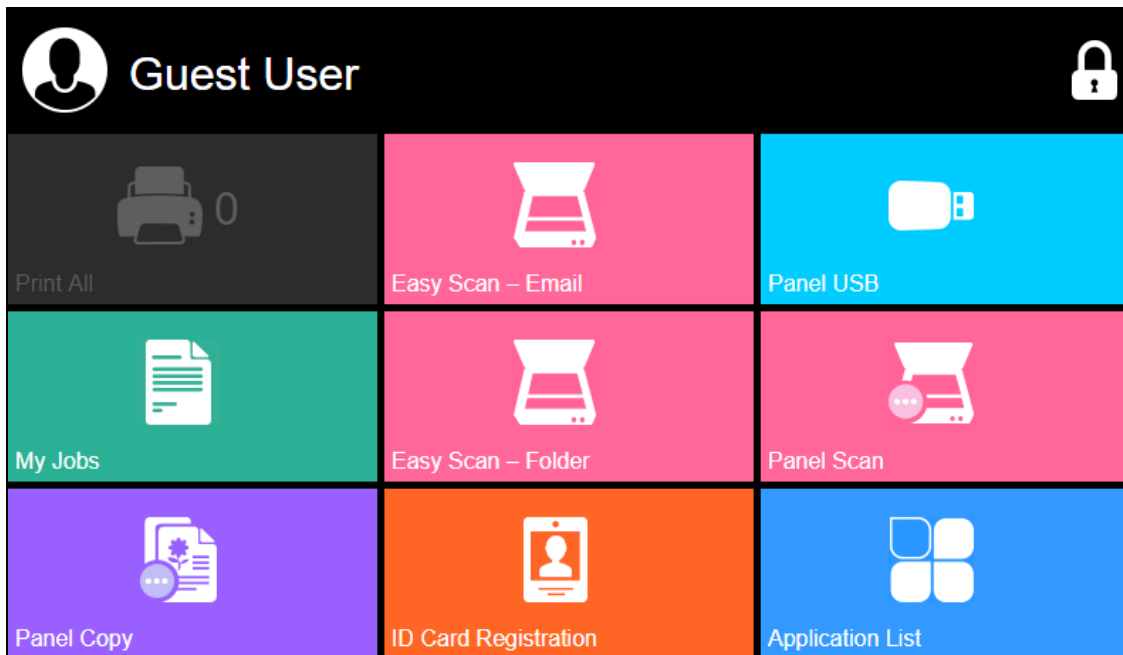 Guest User
0
Print All
Easy Scan – Email
Panel USB
My Jobs
Easy Scan – Folder
Panel Scan
Panel Copy
ID Card Registration
Application List